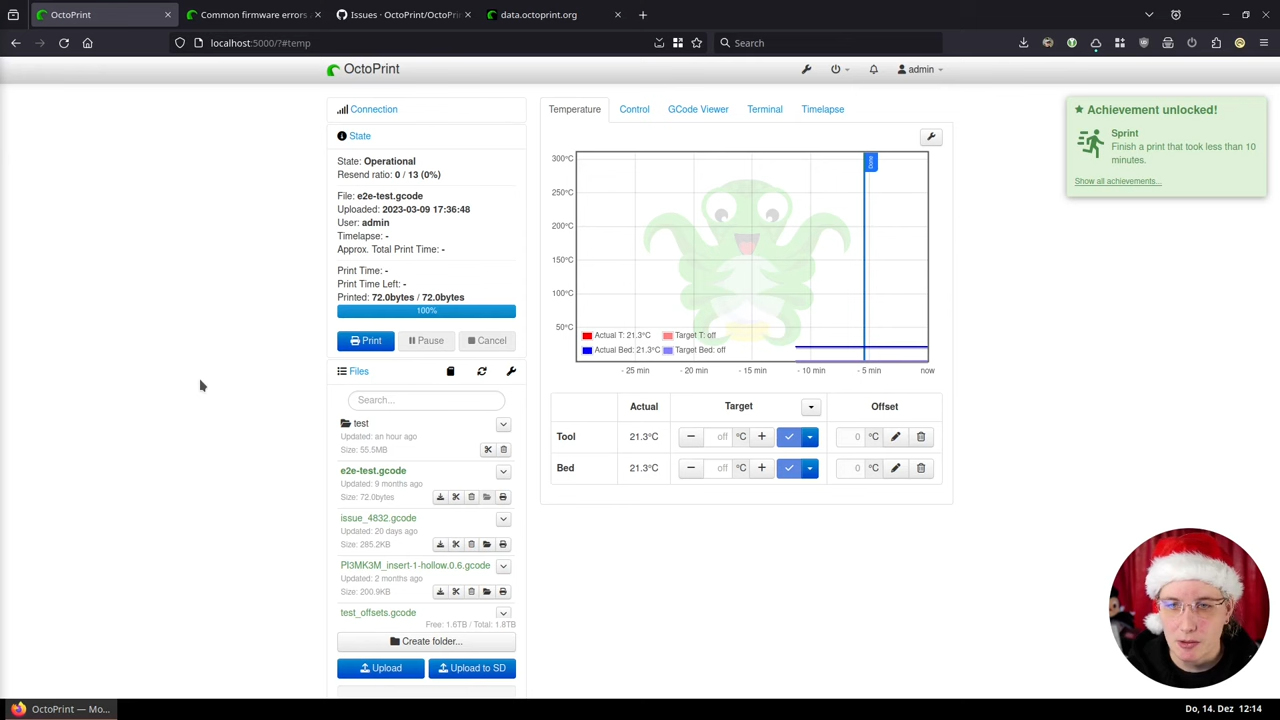 OctoPrint
Common firmware errors
Issues · OctoPrint/OctoPri
data.octoprint.org
localhost:5000/?#temp
Search
OctoPrint
admin
Connection
State
State: Operational
Resend ratio: 0 / 13 (0%)
File: e2e-test.gcode
Uploaded: 2023-03-09 17:36:48
User: admin
Timelapse: -
Approx. Total Print Time: -
Print Time: -
Print Time Left: -
Printed: 72.0bytes / 72.0bytes
100%
Print
Pause
Cancel
Files
Search...
test
Updated: an hour ago
Size: 55.5MB
e2e-test.gcode
Updated: 9 months ago
Size: 72.0bytes
issue_4832.gcode
Updated: 20 days ago
Size: 285.2KB
PI3MK3M_insert-1-hollow.0.6.gcode
Updated: 2 months ago
Size: 200.9KB
test_offsets.gcode
Free: 1.6TB / Total: 1.8TB
Create folder...
Upload
Upload to SD
Temperature
Control
GCode Viewer
Terminal
Timelapse
300°C
250°C
200°C
150°C
100°C
50°C
Actual T: 21.3°C
Target T: off
Actual Bed: 21.3°C
Target Bed: off
- 25 min
- 20 min
- 15 min
- 10 min
- 5 min
now
Actual
Target
Offset
Tool
21.3°C
off
°C
0
°C
Bed
21.3°C
off
°C
0
°C
Achievement unlocked!
Sprint
Finish a print that took less than 10
minutes.
Show all achievements...
OctoPrint — Mo...
Do, 14. Dez 12:14